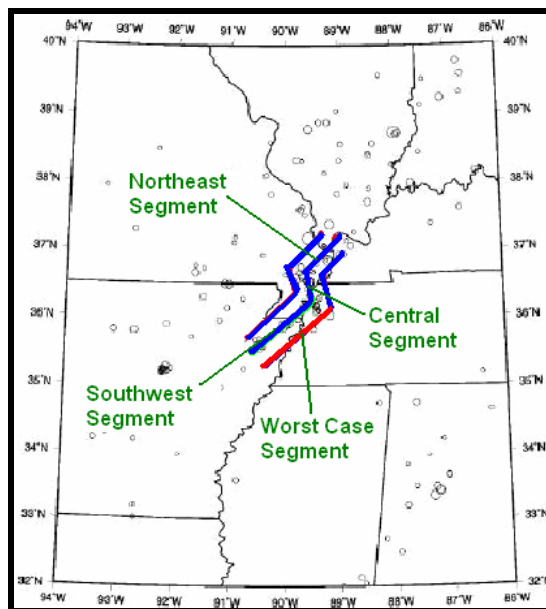 94˚W 93˚W 92˚W 91˚W 90˚W 89˚W 88˚W 87˚W 86˚W
40˚N 40˚N
39˚N 39˚N
38˚N 38˚N
Northeast
Segment
37˚N 37˚N
36˚N 36˚N
Central
Segment
35˚N 35˚N
Southwest
Segment
Worst Case
Segment
34˚N 34˚N
33˚N 33˚N
32˚N 32˚N
94˚W 93˚W 92˚W 91˚W 90˚W 89˚W 88˚W 87˚W 86˚W